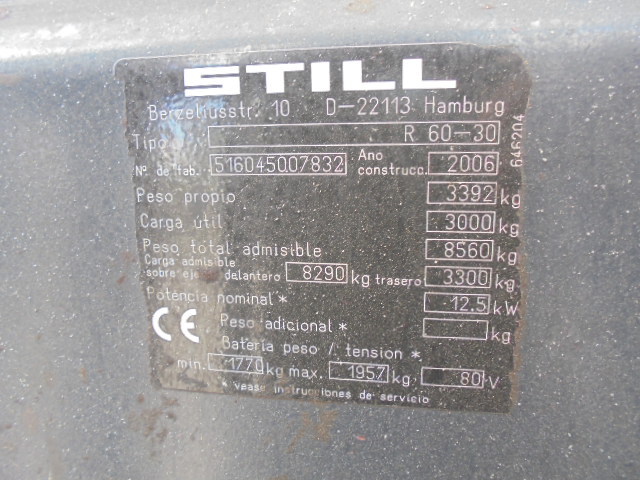 STILL
Berzeliusstr. 10 D-22113 Hamburg
Tipo R 60-30
Nº de fab. 516045007832 Ano construcc. 2006
646204
Peso propio 3392 kg
Carga útil 3000 kg
Peso total admisible 8560 kg
Carga admisible
sobre eje delantero 8290 kg trasero 3300 kg
Potencia nominal * 12.5 kW
CE Peso adicional * kg
Bateria peso / tension *
min. 1770 kg max. 1957 kg 80 V
* vease instrucciones de servicio